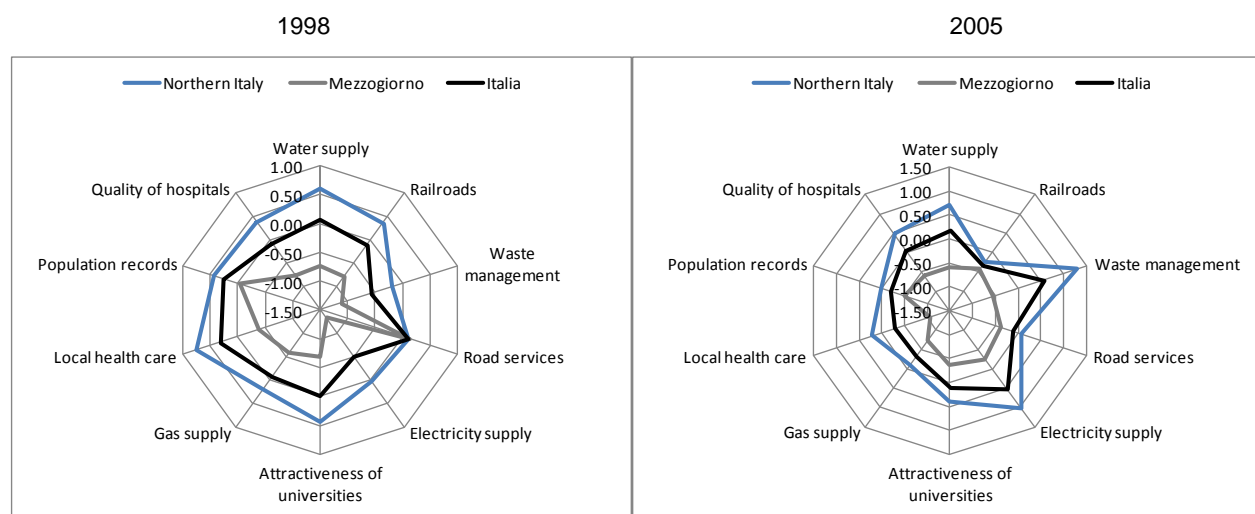 1998
2005
Northern Italy Mezzogiorno Italia
Water supply
1.00
0.50
0.00
-0.50
-1.00
-1.50
Quality of hospitals
Railroads
Population records
Waste
management
Local health care
Road services
Gas supply
Electricity supply
Attractiveness of
universities
Northern Italy Mezzogiorno Italia
Water supply
1.50
1.00
0.50
0.00
-0.50
-1.00
-1.50
Quality of hospitals
Railroads
Population records
Waste management
Local health care
Road services
Gas supply
Electricity supply
Attractiveness of
universities